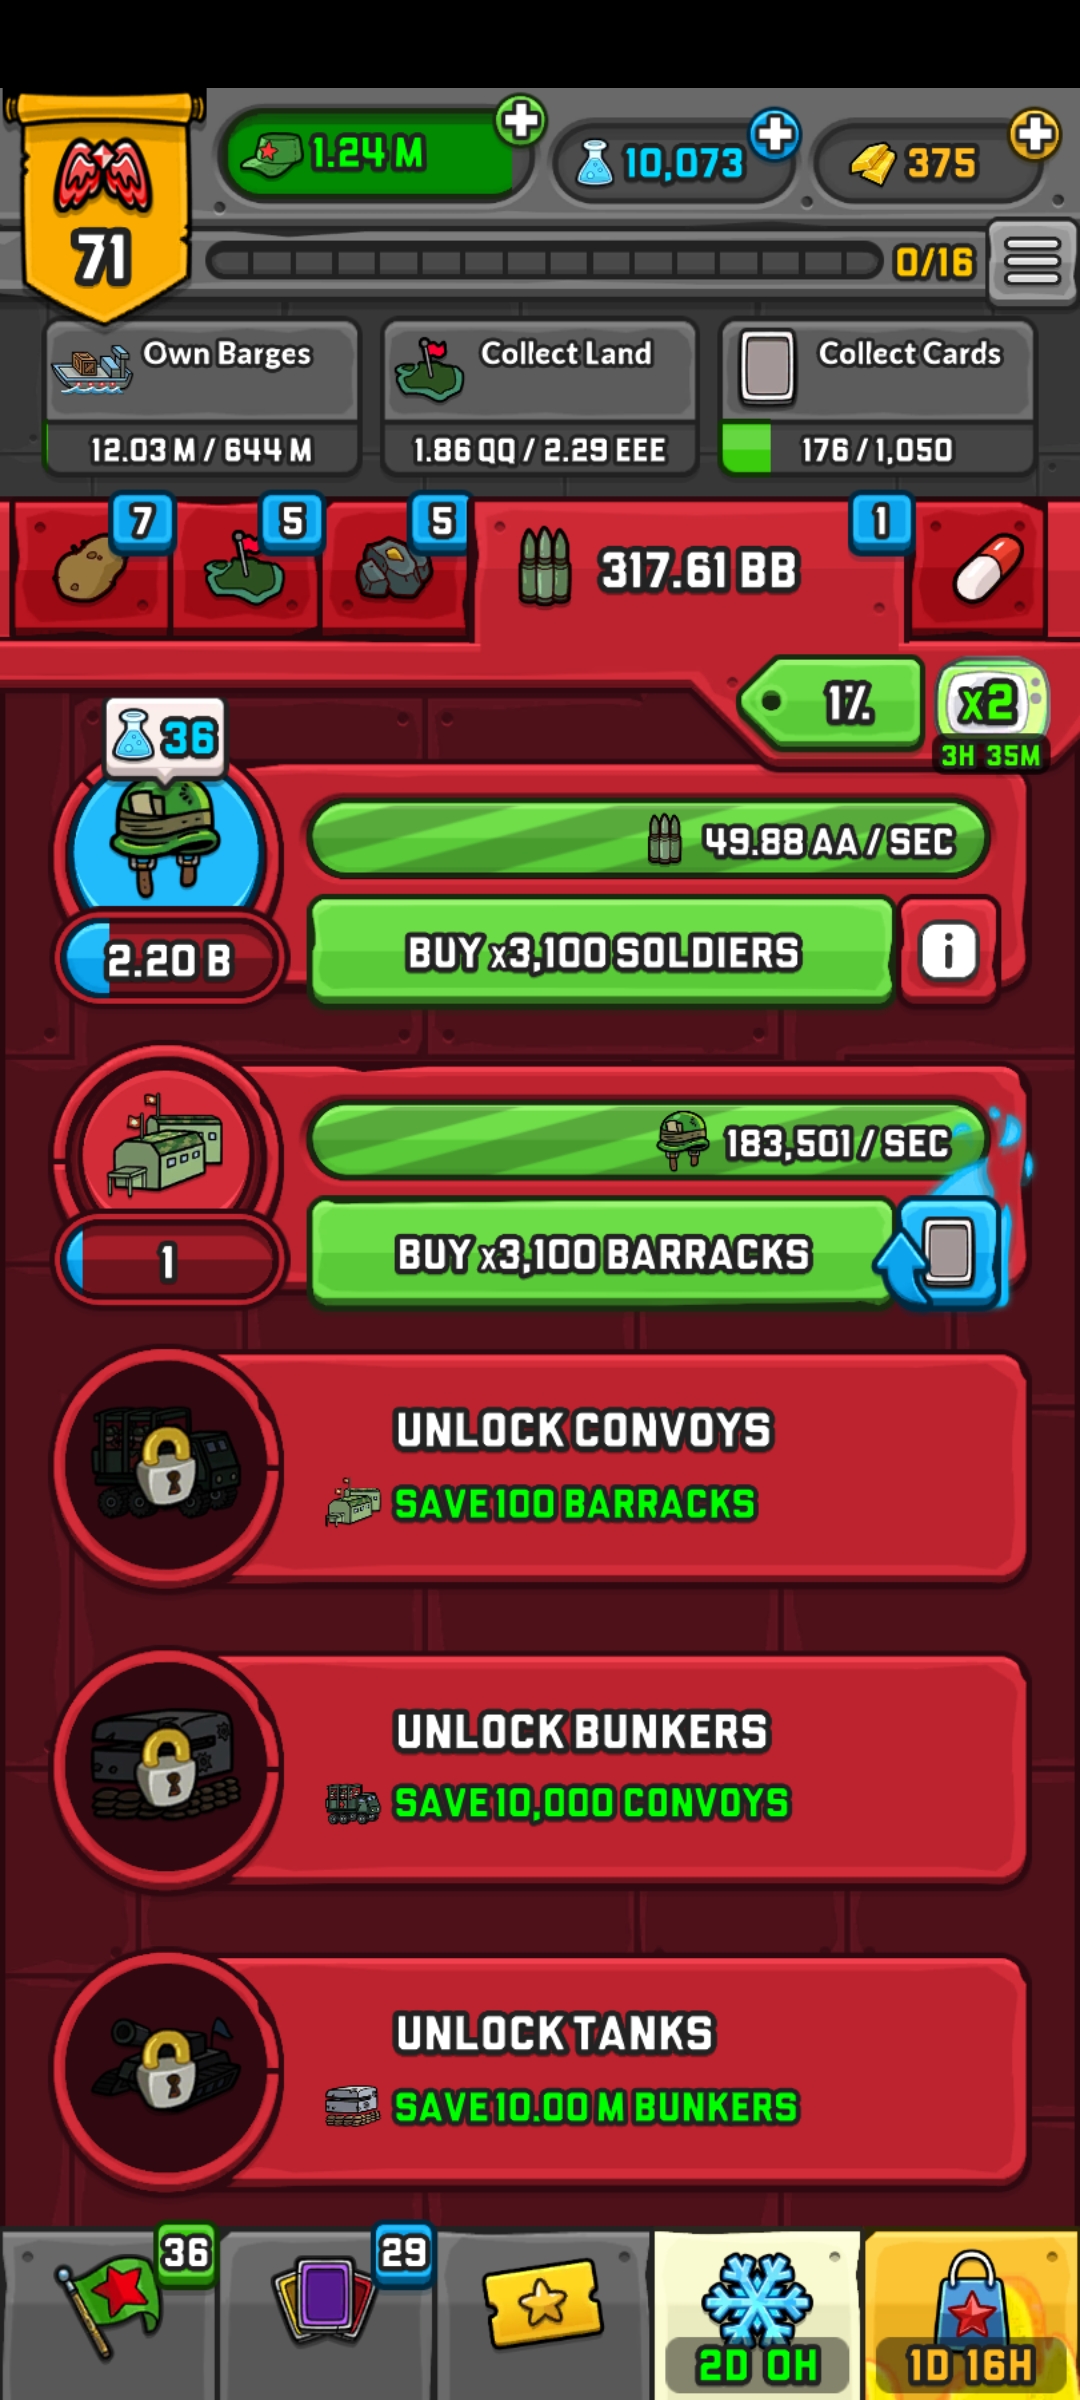 71
1.24 M
10,073
375
0/16
Own Barges
12.03 M / 644 M
Collect Land
1.86 QQ / 2.29 EEE
Collect Cards
176 / 1,050
7
5
5
317.61 BB
1
1%
x2
3H 35M
36
49.88 AA / SEC
2.20 B
BUY x3,100 SOLDIERS
i
183,501 / SEC
1
BUY x3,100 BARRACKS
UNLOCK CONVOYS
SAVE 100 BARRACKS
UNLOCK BUNKERS
SAVE 10,000 CONVOYS
UNLOCK TANKS
SAVE 10.00 M BUNKERS
36
29
2D 0H
1D 16H